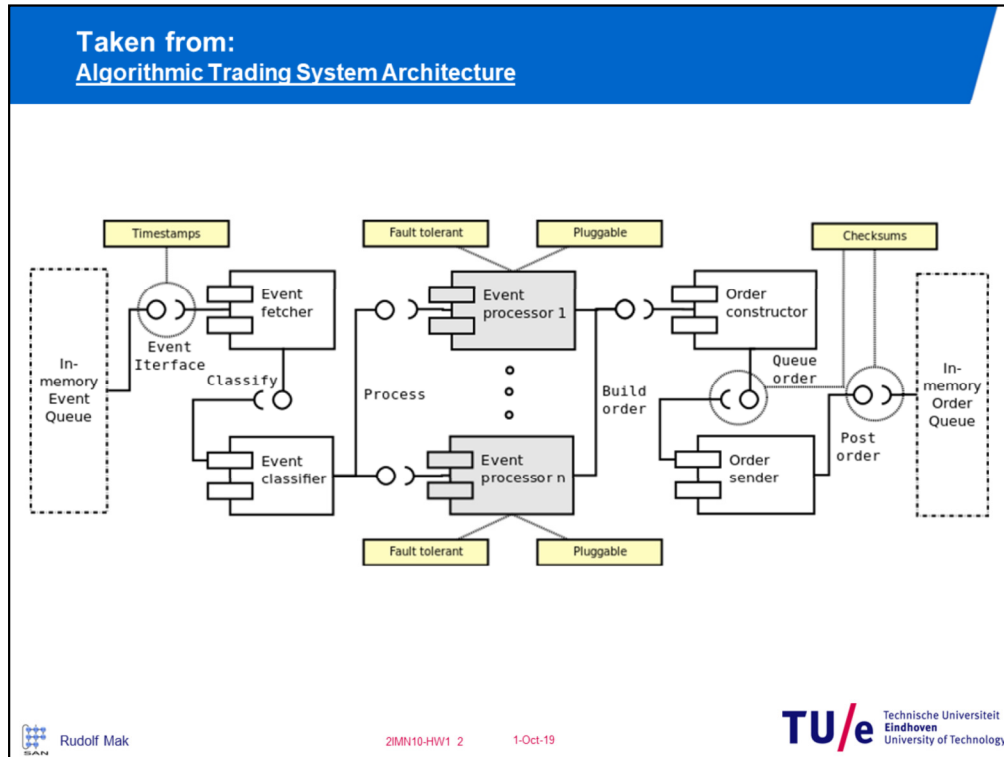 Taken from:
Algorithmic Trading System Architecture
Timestamps
Fault tolerant
Pluggable
Checksums
In-
memory
Event
Queue
Event
Iterface
Event
fetcher
Classify
Event
classifier
Process
Event
processor 1
Event
processor n
Fault tolerant
Pluggable
Build
order
Order
constructor
Queue
order
Order
sender
Post
order
In-
memory
Order
Queue
SAN
Rudolf Mak
2IMN10-HW1 2
1-Oct-19
TU/e
Technische Universiteit
Eindhoven
University of Technology